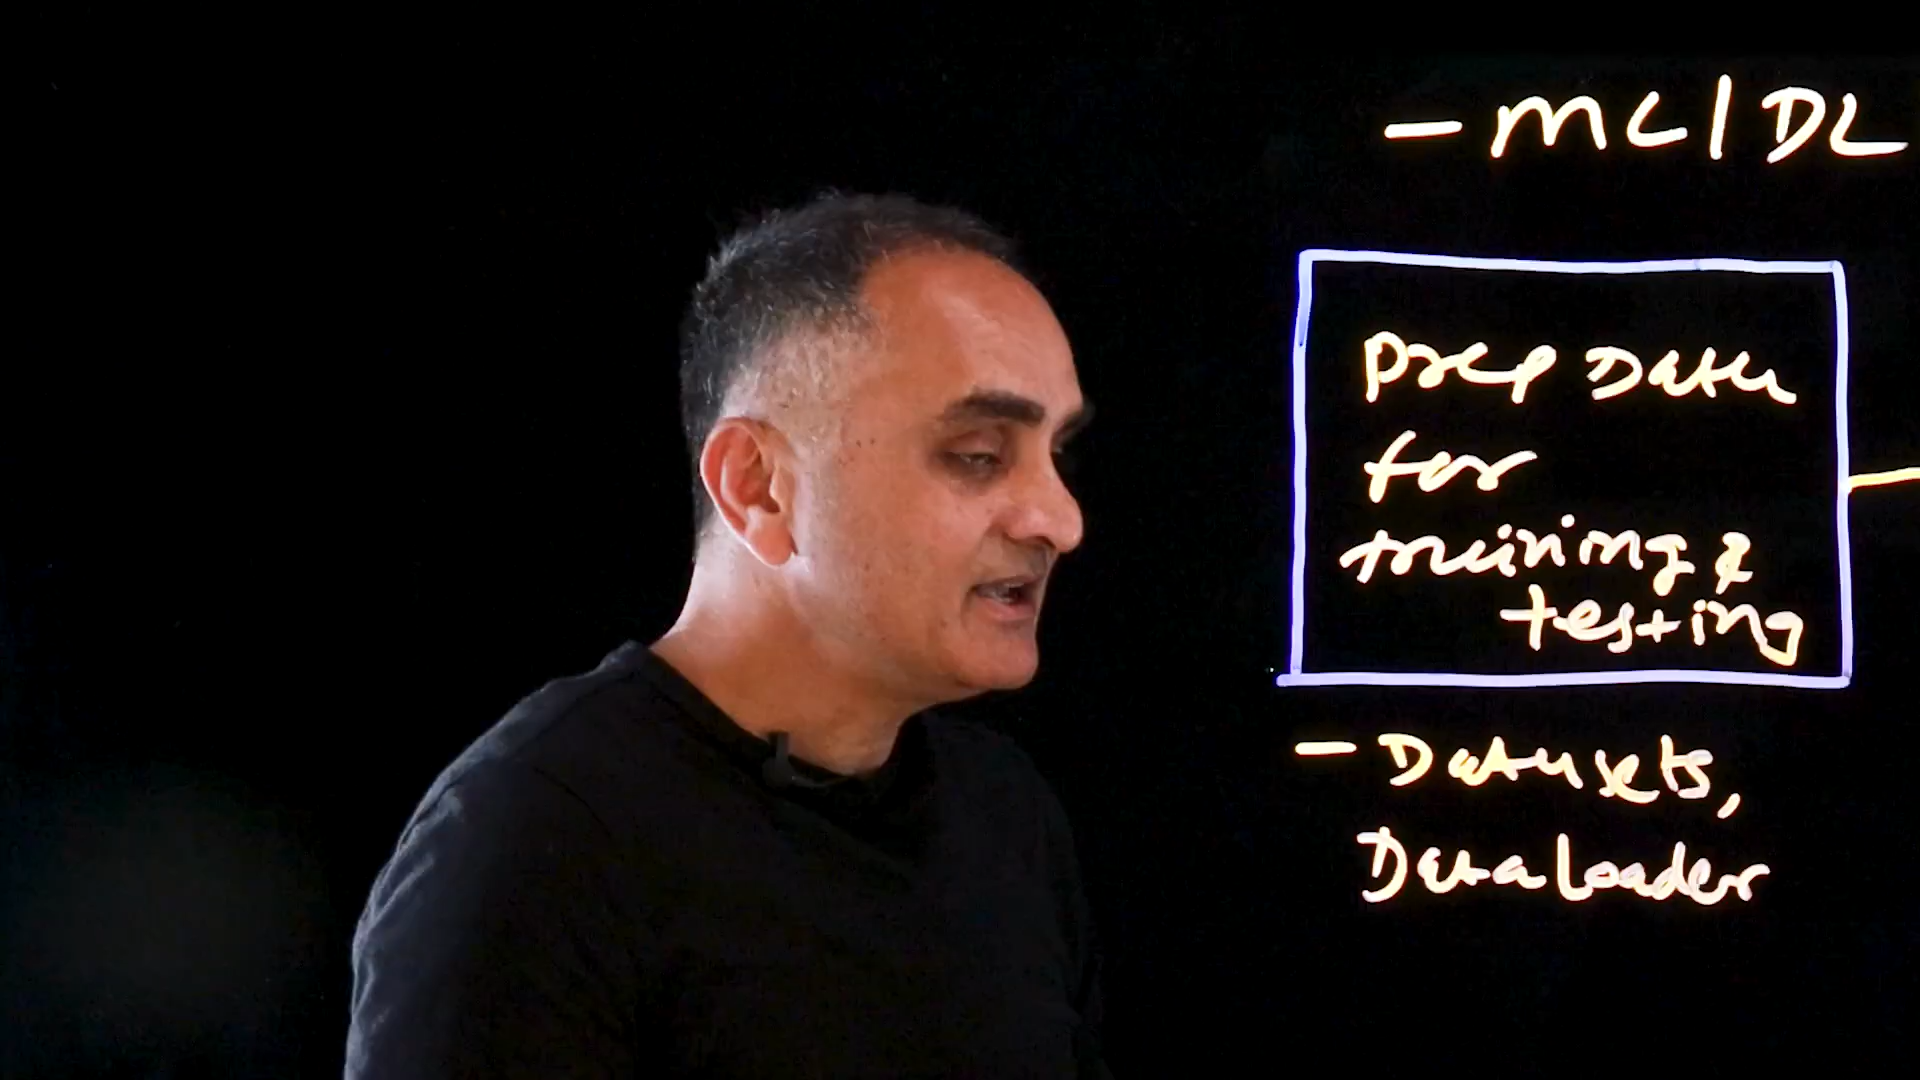 - ML/DL
Prep Data
for
training &
testing
- Datasets,
Dataloader